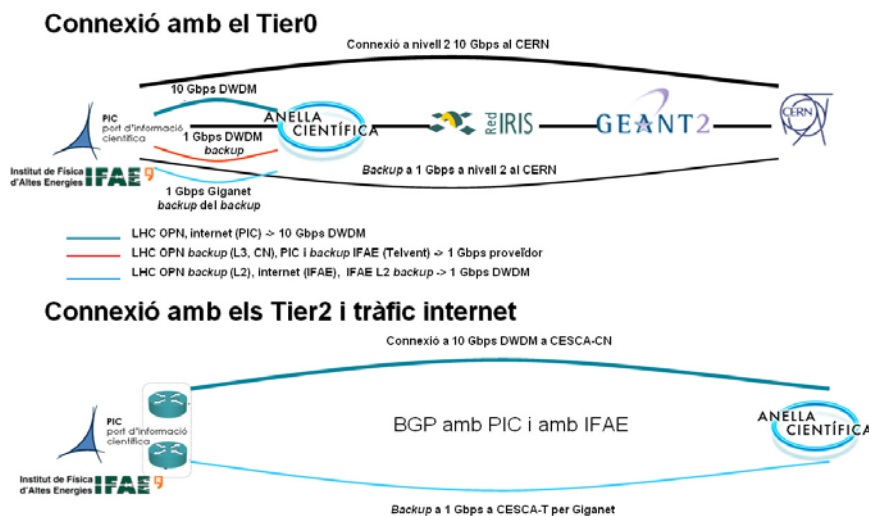 Connexió amb el Tier0
Connexió a nivell 2 10 Gbps al CERN
10 Gbps DWDM
PIC
port d'informació
científica
ANELLA
CIENTÍFICA
Red IRIS
GEANT2
CERN
1 Gbps DWDM
backup
Institut de Física
d'Altes Energies
IFAE
Backup a 1 Gbps a nivell 2 al CERN
1 Gbps Giganet
backup del backup
LHC OPN, internet (PIC) -> 10 Gbps DWDM
LHC OPN backup (L3, CN), PIC i backup IFAE (Telvent) -> 1 Gbps proveïdor
LHC OPN backup (L2), internet (IFAE), IFAE L2 backup -> 1 Gbps DWDM
Connexió amb els Tier2 i tràfic internet
Connexió a 10 Gbps DWDM a CESCA-CN
PIC
port d'informació
científica
BGP amb PIC i amb IFAE
ANELLA
CIENTÍFICA
Institut de Física
d'Altes Energies
IFAE
Backup a 1 Gbps a CESCA-T per Giganet